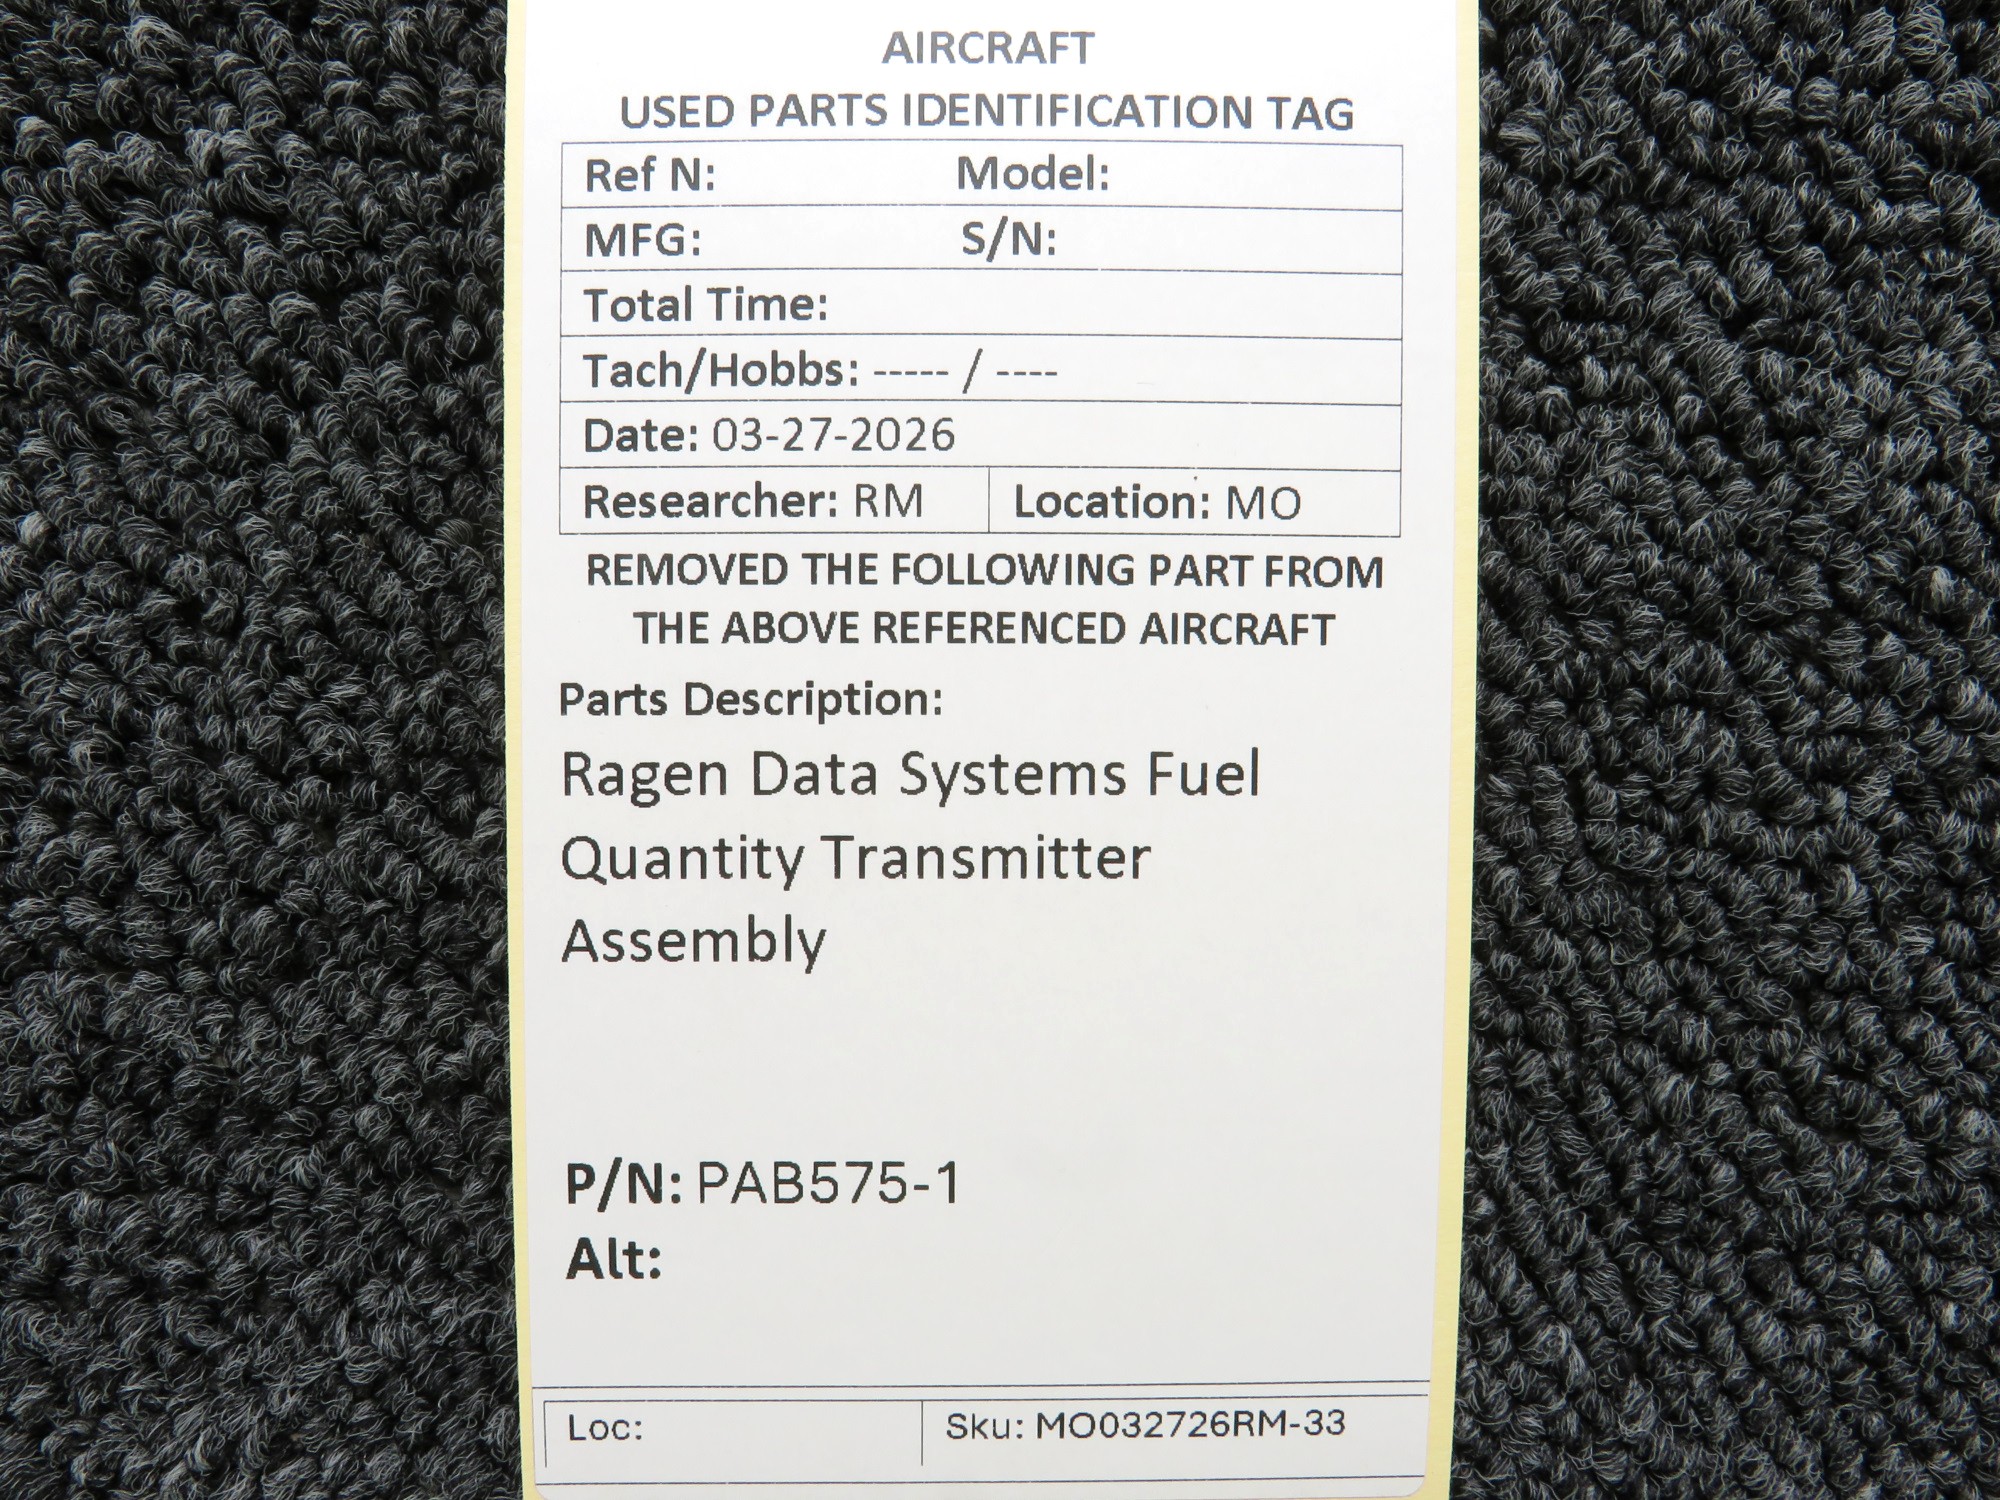 AIRCRAFT
USED PARTS IDENTIFICATION TAG
Ref N: Model:
MFG: S/N:
Total Time:
Tach/Hobbs: ----- / ----
Date: 03-27-2026
Researcher: RM Location: MO
REMOVED THE FOLLOWING PART FROM
THE ABOVE REFERENCED AIRCRAFT
Parts Description:
Ragen Data Systems Fuel
Quantity Transmitter
Assembly
P/N: PAB575-1
Alt:
Loc: Sku: MO032726RM-33